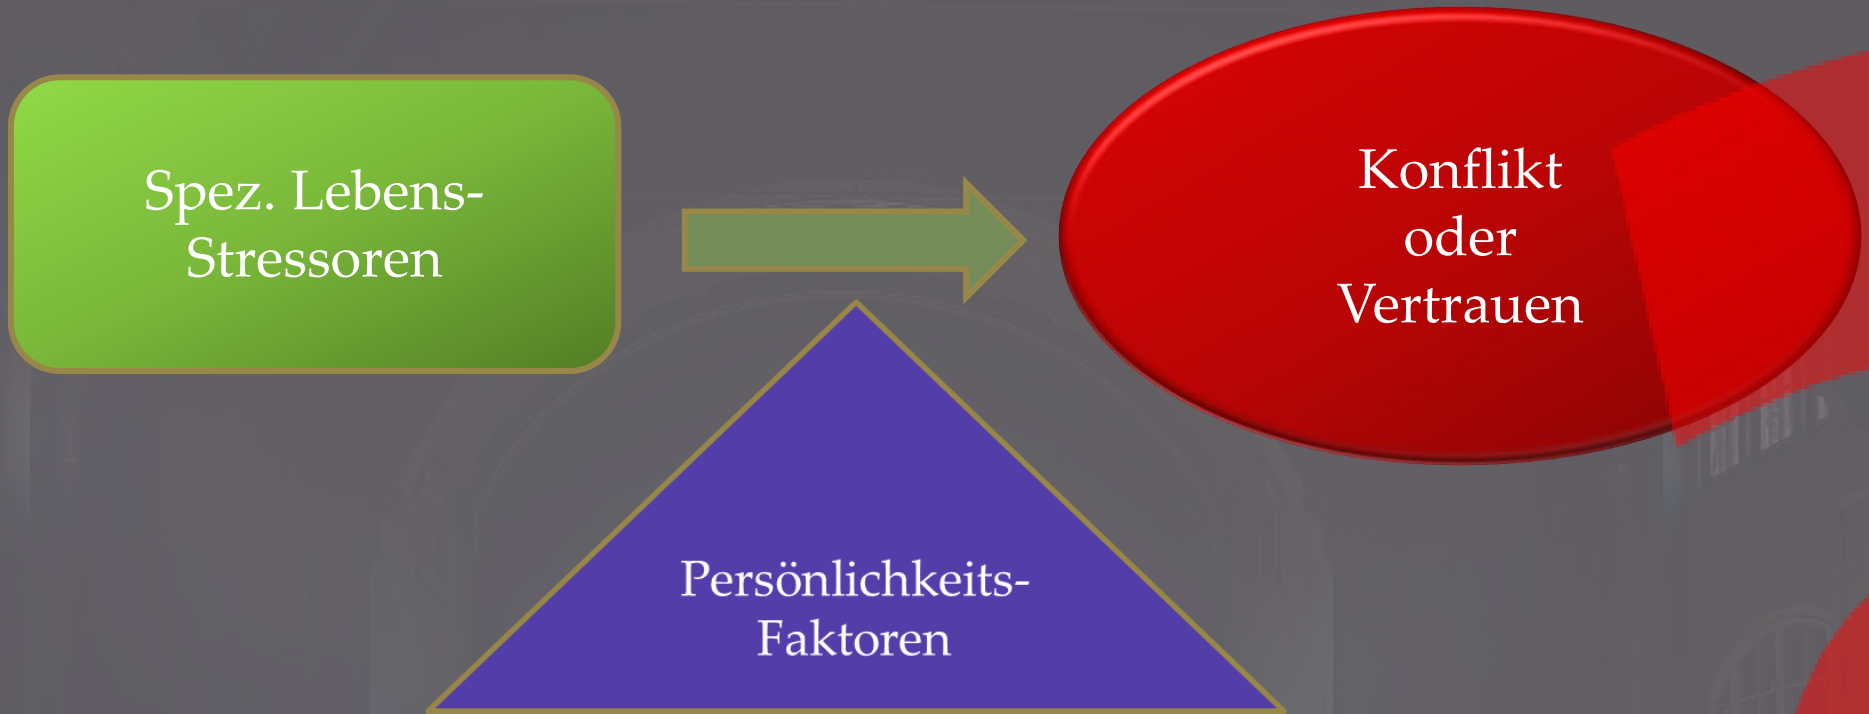 Spez. Lebens-
Stressoren
Konflikt
oder
Vertrauen
Persönlichkeits-
Faktoren